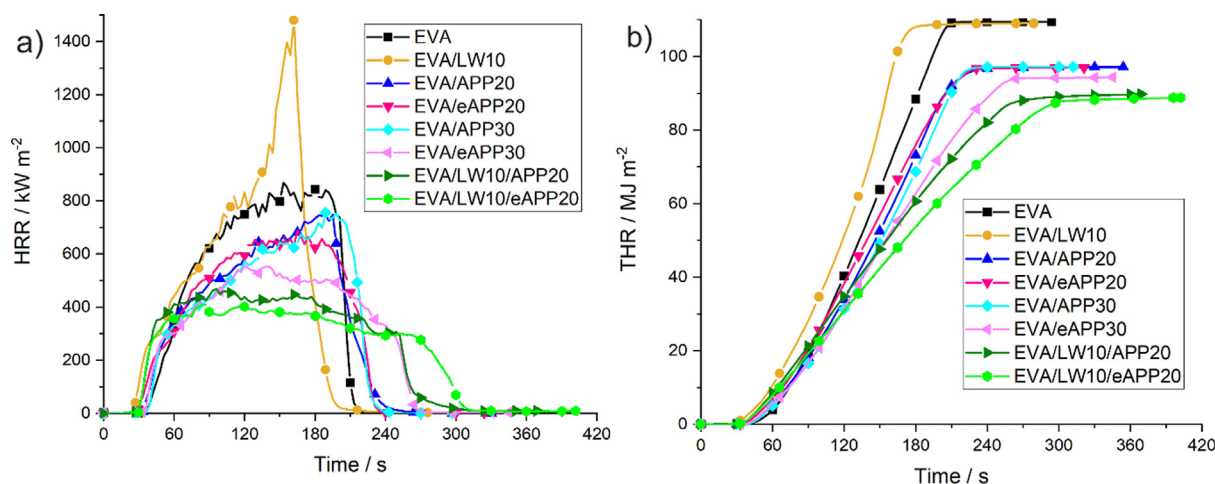 a)
HRR / kW m⁻²
1400
1200
1000
800
600
400
200
0
0 60 120 180 240 300 360 420
Time / s
EVA
EVA/LW10
EVA/APP20
EVA/eAPP20
EVA/APP30
EVA/eAPP30
EVA/LW10/APP20
EVA/LW10/eAPP20
b)
THR / MJ m⁻²
100
80
60
40
20
0
0 60 120 180 240 300 360 420
Time / s
EVA
EVA/LW10
EVA/APP20
EVA/eAPP20
EVA/APP30
EVA/eAPP30
EVA/LW10/APP20
EVA/LW10/eAPP20